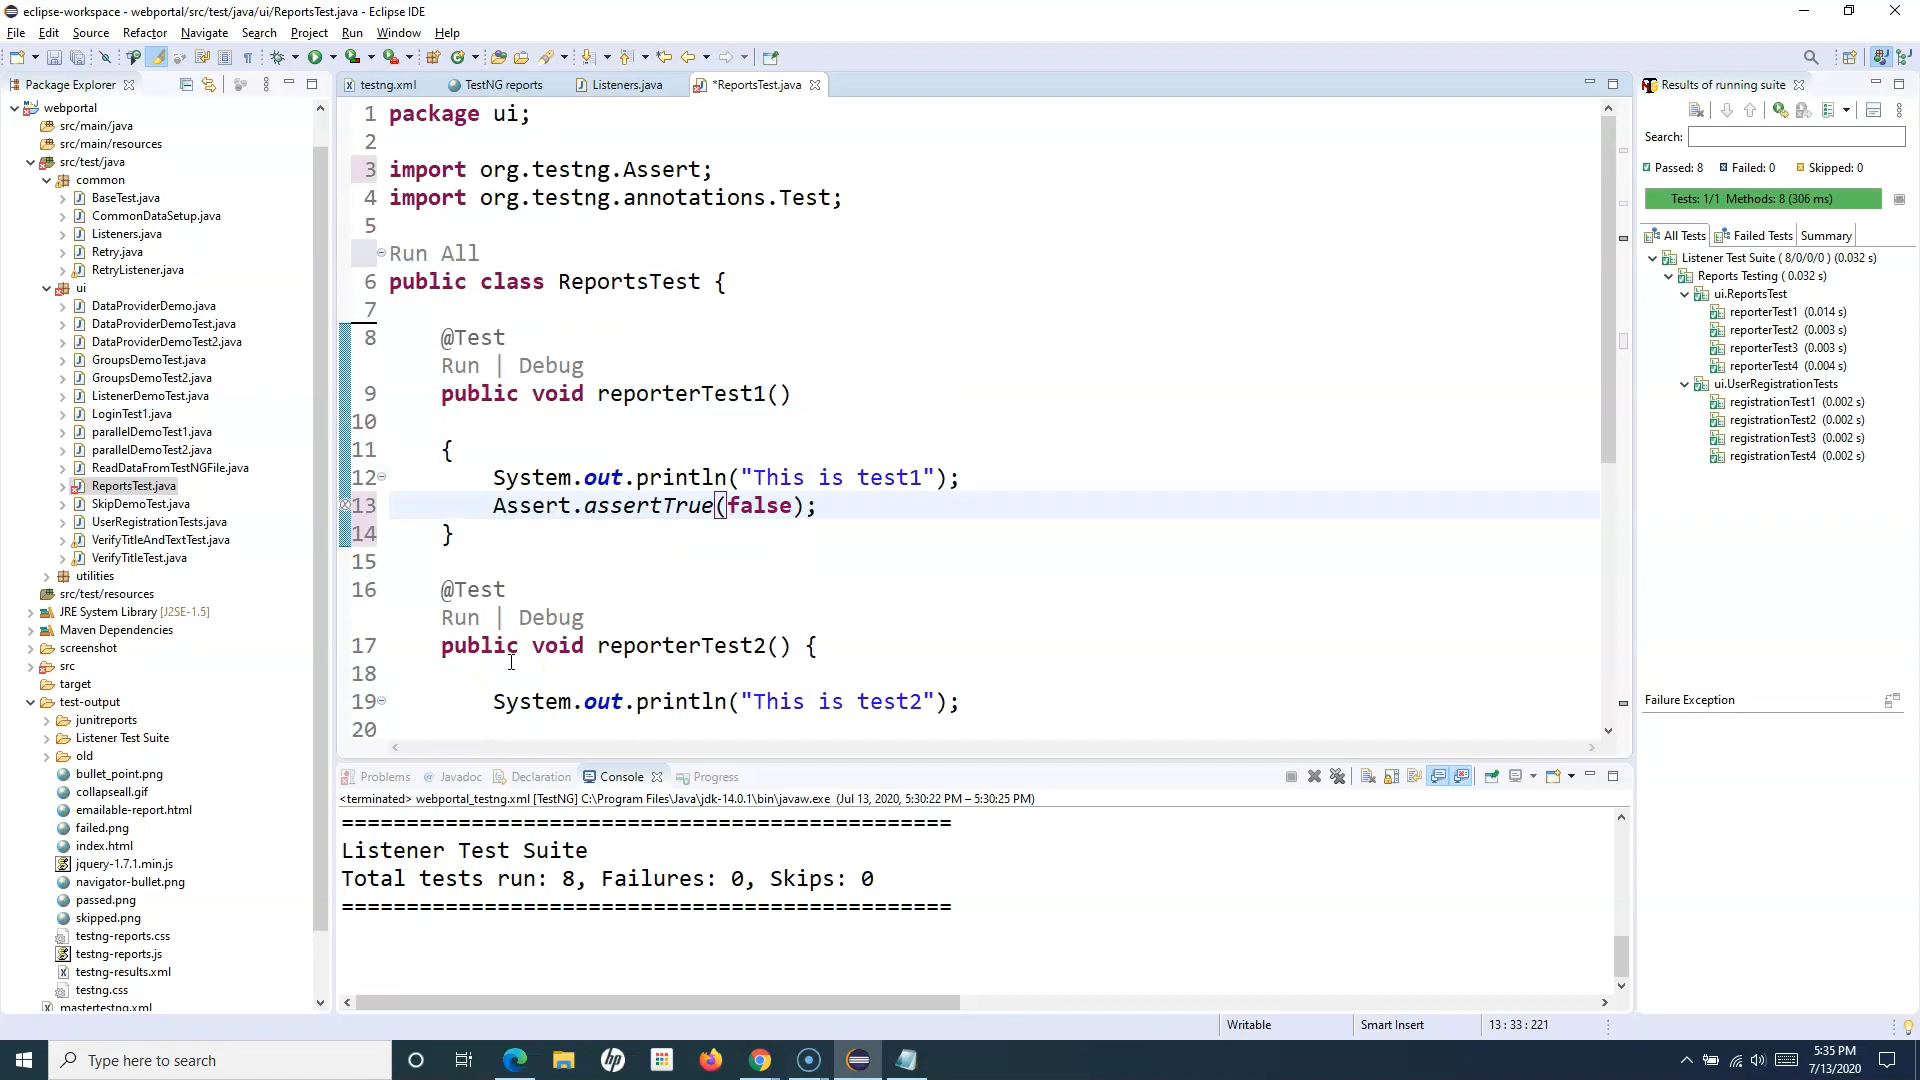 eclipse-workspace - webportal/src/test/java/ui/ReportsTest.java - Eclipse IDE
File Edit Source Refactor Navigate Search Project Run Window Help
Package Explorer
webportal
src/main/java
src/main/resources
src/test/java
common
BaseTest.java
CommonDataSetup.java
Listeners.java
Retry.java
RetryListener.java
ui
DataProviderDemo.java
DataProviderDemoTest.java
DataProviderDemoTest2.java
GroupsDemoTest.java
GroupsDemoTest2.java
ListenerDemoTest.java
LoginTest1.java
parallelDemoTest1.java
parallelDemoTest2.java
ReadDataFromTestNGFile.java
ReportsTest.java
SkipDemoTest.java
UserRegistrationTests.java
VerifyTitleAndTextTest.java
VerifyTitleTest.java
utilities
src/test/resources
JRE System Library [J2SE-1.5]
Maven Dependencies
screenshot
src
target
test-output
junitreports
Listener Test Suite
old
bullet_point.png
collapseall.gif
emailable-report.html
failed.png
index.html
jquery-1.7.1.min.js
navigator-bullet.png
passed.png
skipped.png
testng-reports.css
testng-reports.js
testng-results.xml
testng.css
mastertestng.xml
testng.xml TestNG reports Listeners.java *ReportsTest.java
1 package ui;
2
3 import org.testng.Assert;
4 import org.testng.annotations.Test;
5
Run All
6 public class ReportsTest {
7
8 @Test
Run | Debug
9 public void reporterTest1()
10
11 {
12 System.out.println("This is test1");
13 Assert.assertTrue(false);
14 }
15
16 @Test
Run | Debug
17 public void reporterTest2() {
18
19 System.out.println("This is test2");
20
Problems Javadoc Declaration Console Progress
<terminated> webportal_testng.xml [TestNG] C:\Program Files\Java\jdk-14.0.1\bin\javaw.exe (Jul 13, 2020, 5:30:22 PM – 5:30:25 PM)
===============================================
Listener Test Suite
Total tests run: 8, Failures: 0, Skips: 0
===============================================
Results of running suite
Search:
Passed: 8 Failed: 0 Skipped: 0
Tests: 1/1 Methods: 8 (306 ms)
All Tests Failed Tests Summary
Listener Test Suite ( 8/0/0/0 ) (0.032 s)
Reports Testing ( 0.032 s)
ui.ReportsTest
reporterTest1 (0.014 s)
reporterTest2 (0.003 s)
reporterTest3 (0.003 s)
reporterTest4 (0.004 s)
ui.UserRegistrationTests
registrationTest1 (0.002 s)
registrationTest2 (0.002 s)
registrationTest3 (0.002 s)
registrationTest4 (0.002 s)
Failure Exception
Writable Smart Insert 13 : 33 : 221
Type here to search
hp
5:35 PM
7/13/2020